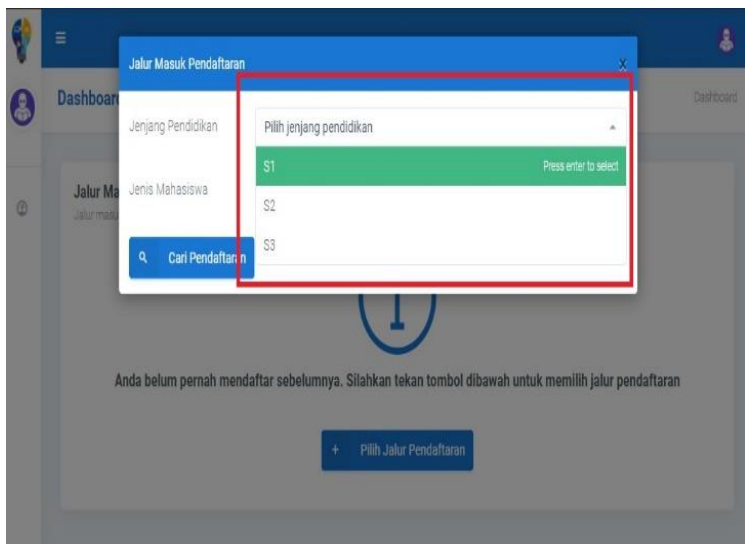 Jalur Masuk Pendaftaran
x
Dashboard
Jenjang Pendidikan
Pilih jenjang pendidikan
S1
Press enter to select
Jalur
Jenis Mahasiswa
S2
S3
Cari Pendaftaran
Anda belum pernah mendaftar sebelumnya. Silahkan tekan tombol dibawah untuk memilih jalur pendaftaran
+ Pilih Jalur Pendaftaran